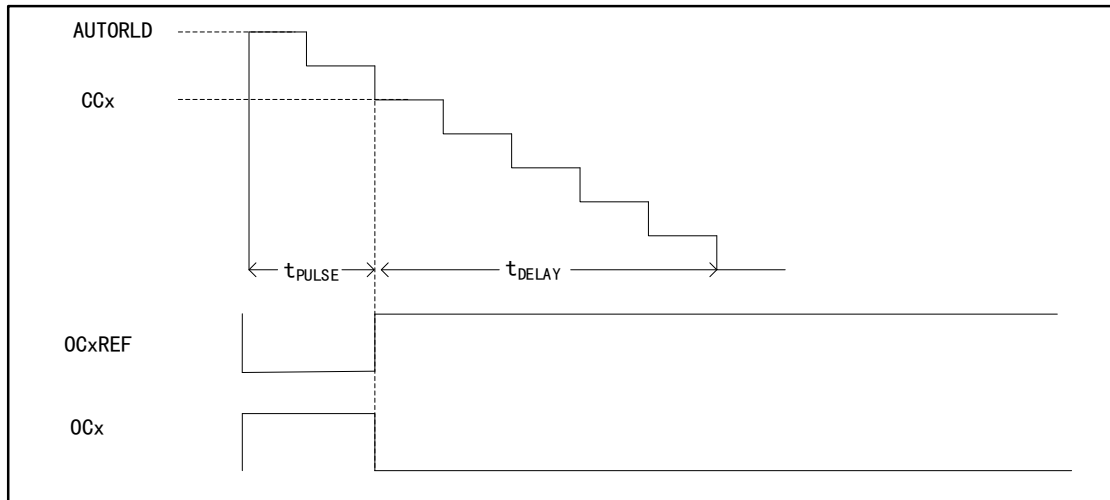 AUTORLD
CCx
tPULSE
tDELAY
OCxREF
OCx